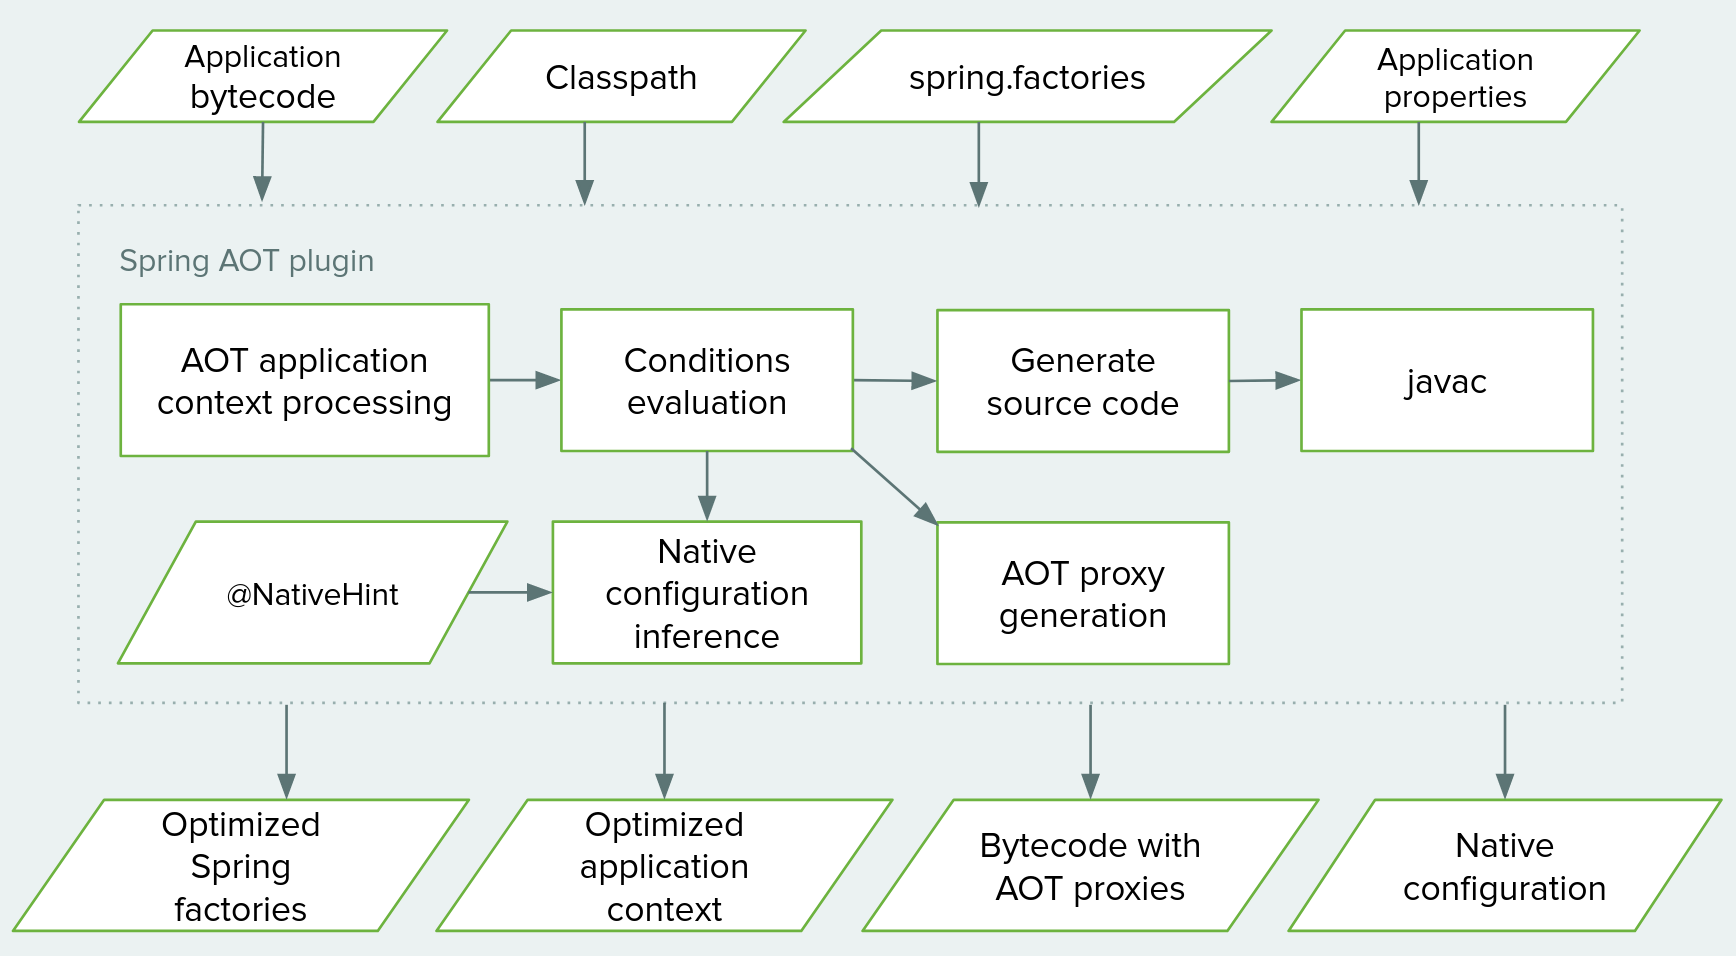 Application
bytecode
Classpath
spring.factories
Application
properties
Spring AOT plugin
AOT application
context processing
Conditions
evaluation
Generate
source code
javac
@NativeHint
Native
configuration
inference
AOT proxy
generation
Optimized
Spring
factories
Optimized
application
context
Bytecode with
AOT proxies
Native
configuration